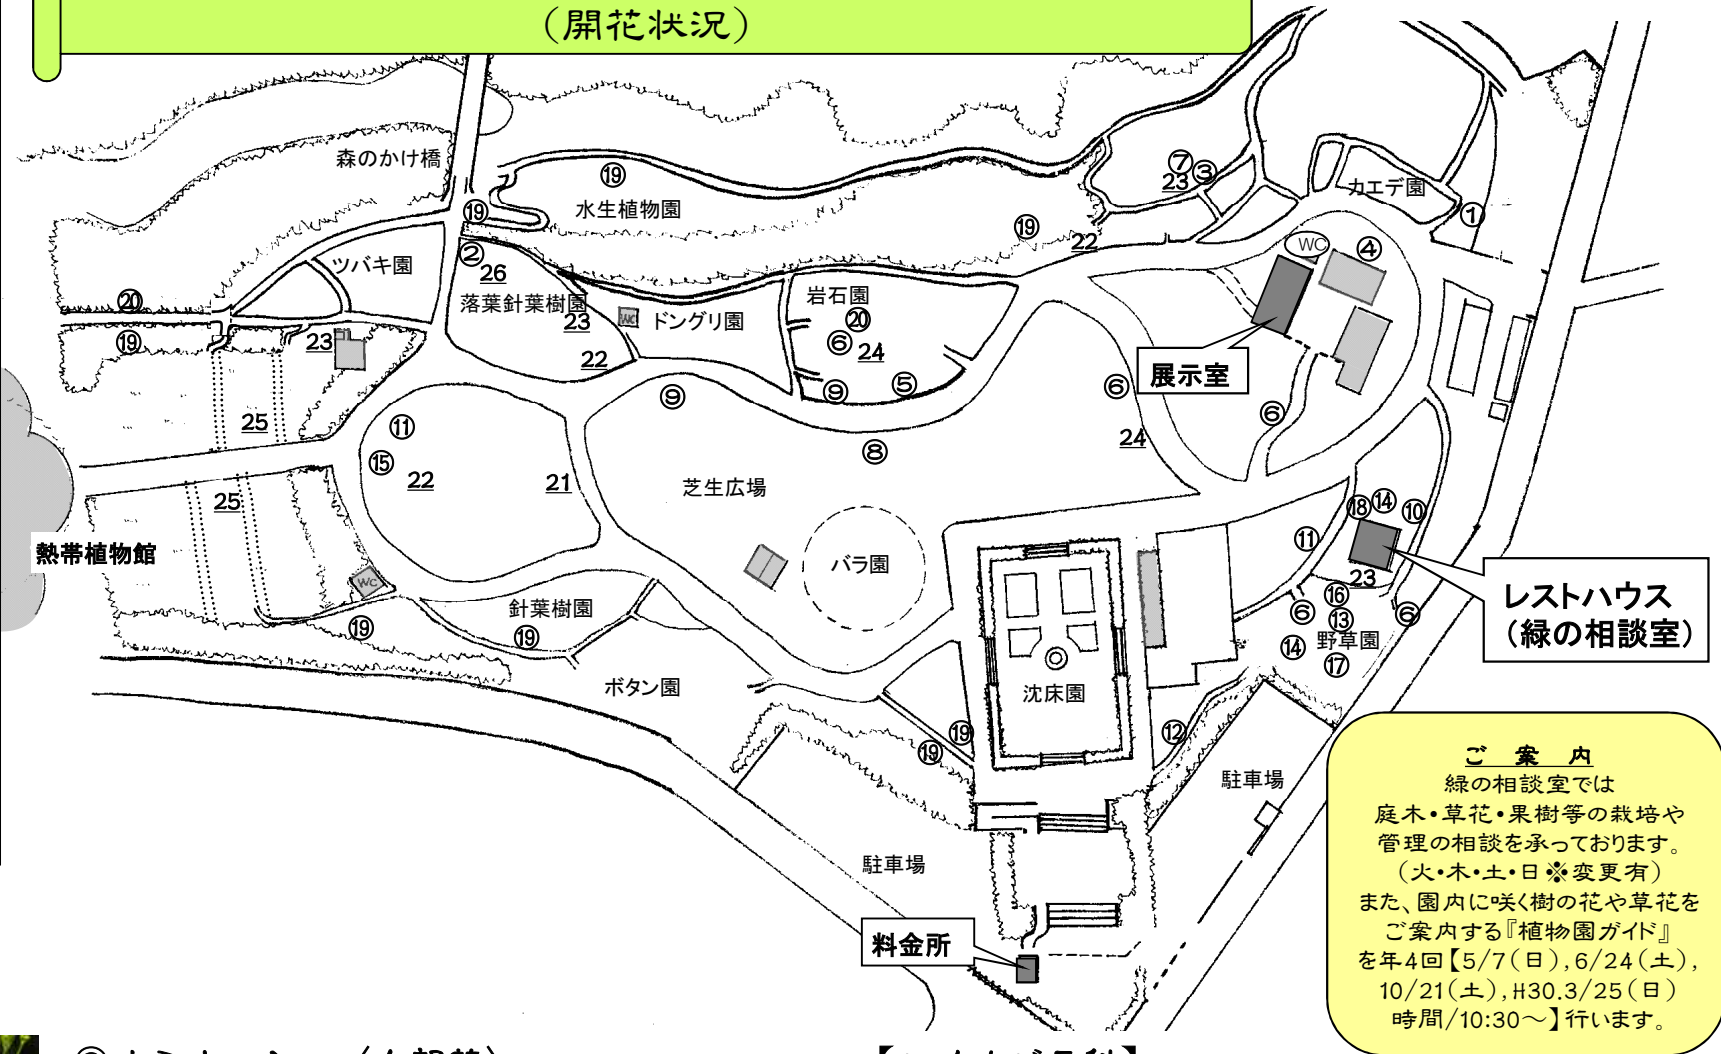 (開花状況)
森のかけ橋
⑲
水生植物園
⑲
⑲
22
⑦
23
③
カエデ園
①
ツバキ園
②
26
落葉針葉樹園
23
22
WC
ドングリ園
岩石園
⑳
⑥
24
⑨
⑤
WC
④
展示室
⑳
⑲
23
25
⑪
⑮
22
21
⑨
⑧
⑥
24
⑥
芝生広場
25
熱帯植物館
WC
バラ園
⑱
⑭
⑩
⑪
23
⑯
⑥
⑬
⑥
野草園
⑭
⑰
レストハウス
(緑の相談室)
針葉樹園
⑲
⑲
ボタン園
沈床園
⑲
⑲
⑫
駐車場
駐車場
料金所
ご 案 内
緑の相談室では
庭木・草花・果樹等の栽培や
管理の相談を承っております。
(火・木・土・日※変更有)
また、園内に咲く樹の花や草花を
ご案内する『植物園ガイド』
を年4回【5/7(日),6/24(土),
10/21(土),H30.3/25(日)
時間/10:30~】行います。